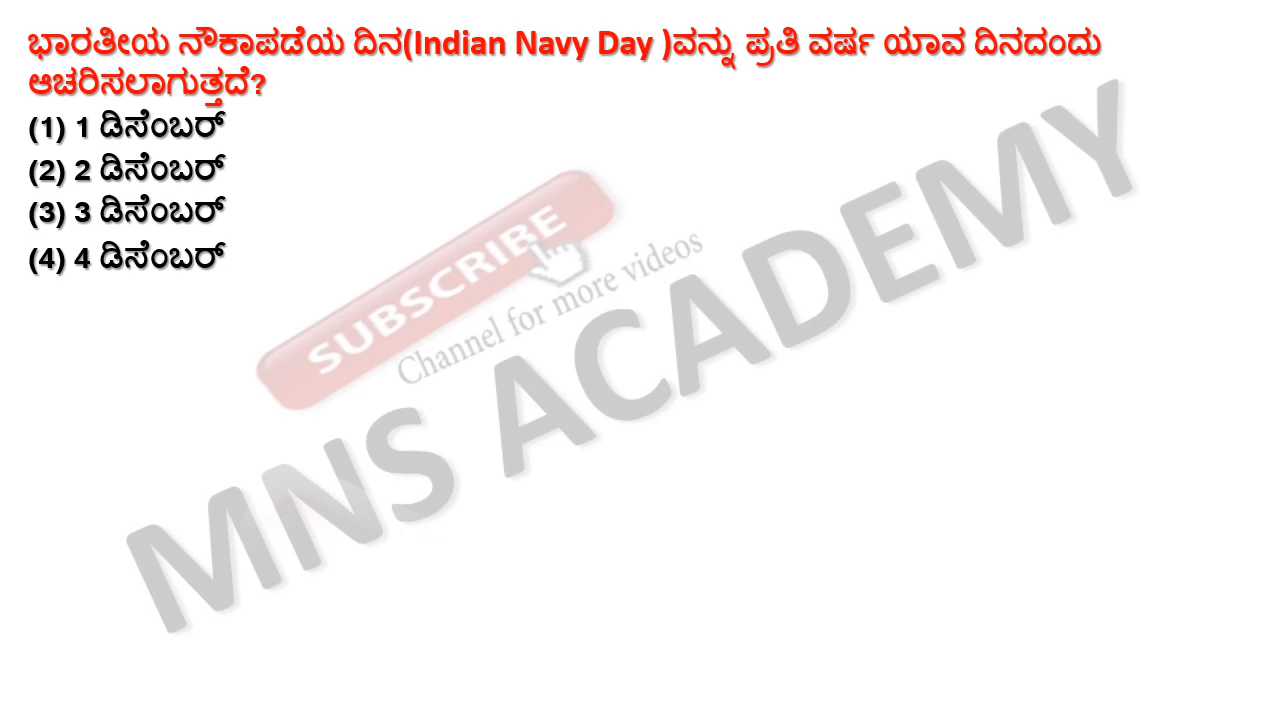 ಭಾರತೀಯ ನೌಕಾಪಡೆಯ ದಿನ(Indian Navy Day )ವನ್ನು ಪ್ರತಿ ವರ್ಷ ಯಾವ ದಿನದಂದು
ಆಚರಿಸಲಾಗುತ್ತದೆ?
(1) 1 ಡಿಸೆಂಬರ್
(2) 2 ಡಿಸೆಂಬರ್
(3) 3 ಡಿಸೆಂಬರ್
(4) 4 ಡಿಸೆಂಬರ್
SUBSCRIBE
Channel for more videos
MNS ACADEMY